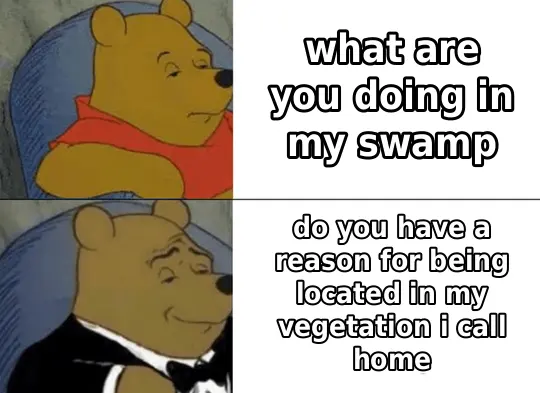 what are
you doing in
my swamp
do you have a
reason for being
located in my
vegetation i call
home